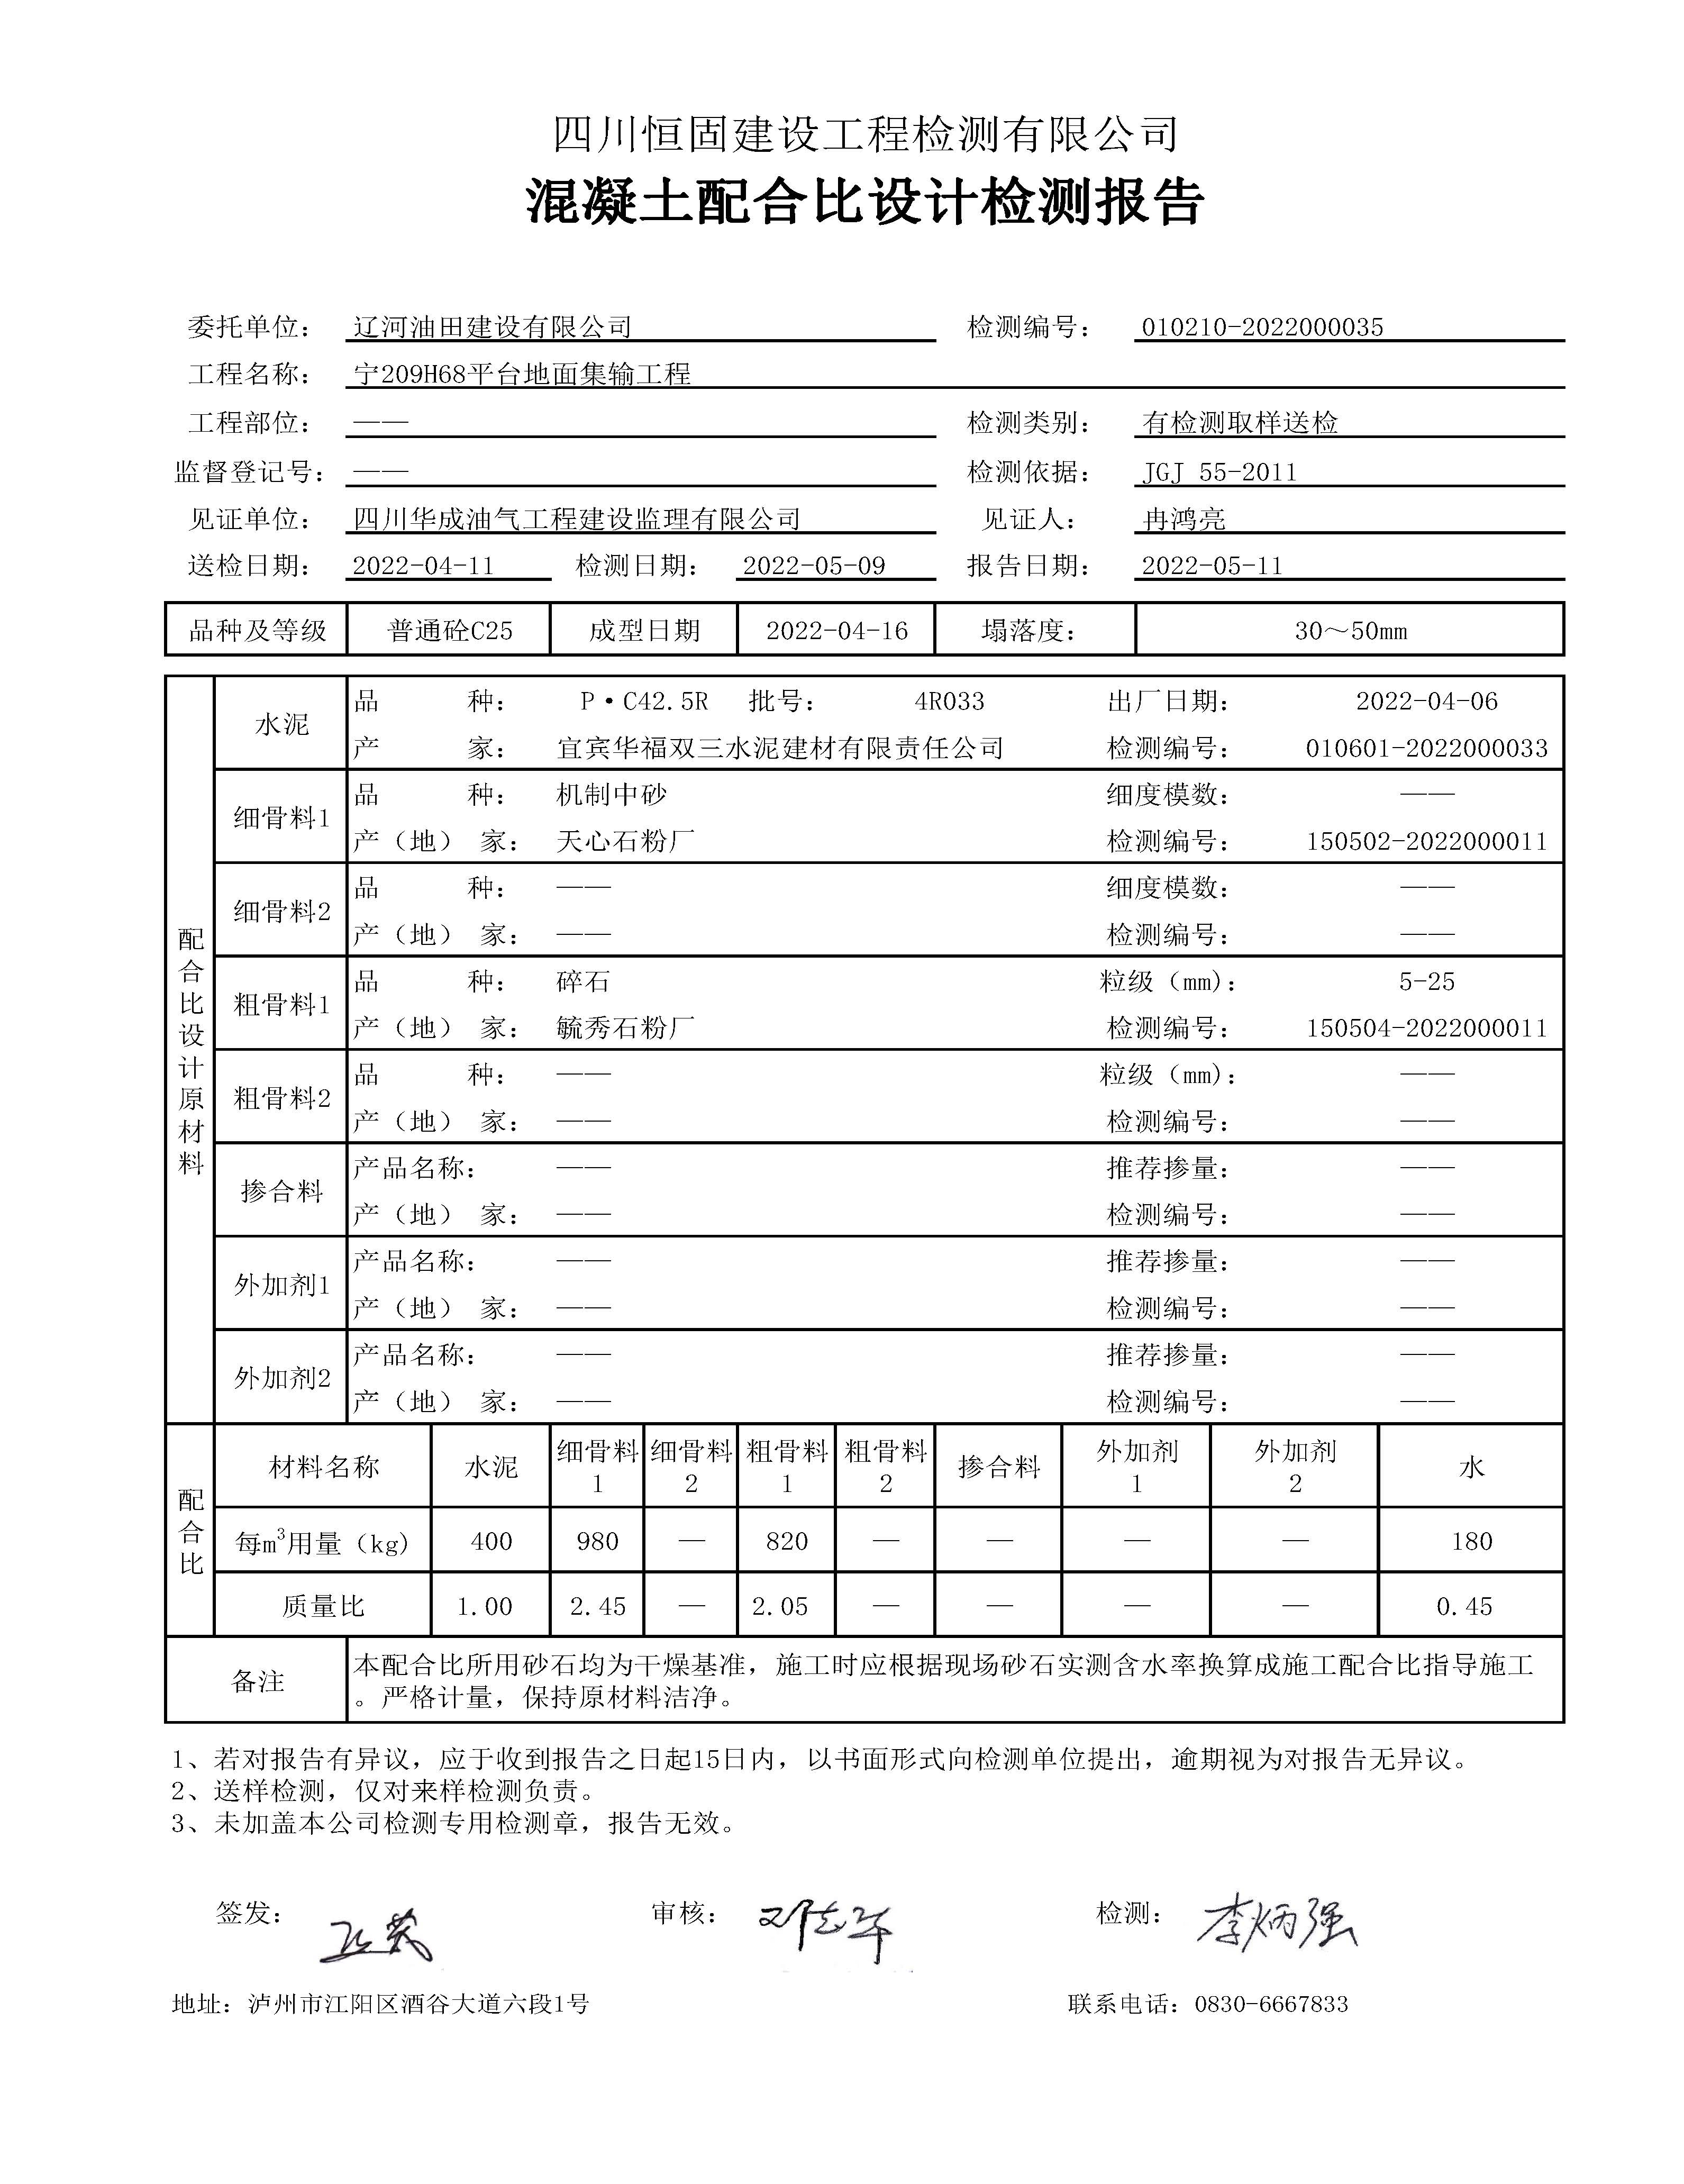 四川恒固建设工程检测有限公司
混凝土配合比设计检测报告
委托单位： 辽河油田建设有限公司 检测编号： 010210-2022000035
工程名称： 宁209H68平台地面集输工程
工程部位： —— 检测类别： 有检测取样送检
监督登记号： —— 检测依据： JGJ 55-2011
见证单位： 四川华成油气工程建设监理有限公司 见证人： 冉鸿亮
送检日期： 2022-04-11 检测日期： 2022-05-09 报告日期： 2022-05-11
品种及等级 普通砼C25 成型日期 2022-04-16 塌落度： 30～50mm
配合比设计原材料
水泥
品 种： P·C42.5R 批号： 4R033 出厂日期： 2022-04-06
产 家： 宜宾华福双三水泥建材有限责任公司 检测编号： 010601-2022000033
细骨料1
品 种： 机制中砂 细度模数： ——
产（地） 家： 天心石粉厂 检测编号： 150502-2022000011
细骨料2
品 种： —— 细度模数： ——
产（地） 家： —— 检测编号： ——
粗骨料1
品 种： 碎石 粒级（mm）： 5-25
产（地） 家： 毓秀石粉厂 检测编号： 150504-2022000011
粗骨料2
品 种： —— 粒级（mm）： ——
产（地） 家： —— 检测编号： ——
掺合料
产品名称： —— 推荐掺量： ——
产（地） 家： —— 检测编号： ——
外加剂1
产品名称： —— 推荐掺量： ——
产（地） 家： —— 检测编号： ——
外加剂2
产品名称： —— 推荐掺量： ——
产（地） 家： —— 检测编号： ——
配合比
材料名称 水泥 细骨料1 细骨料2 粗骨料1 粗骨料2 掺合料 外加剂1 外加剂2 水
每m³用量（kg） 400 980 — 820 — — — — 180
质量比 1.00 2.45 — 2.05 — — — — 0.45
备注
本配合比所用砂石均为干燥基准，施工时应根据现场砂石实测含水率换算成施工配合比指导施工
。严格计量，保持原材料洁净。
1、若对报告有异议，应于收到报告之日起15日内，以书面形式向检测单位提出，逾期视为对报告无异议。
2、送样检测，仅对来样检测负责。
3、未加盖本公司检测专用检测章，报告无效。
签发： 审核： 邓志军 检测： 李炳强
地址：泸州市江阳区酒谷大道六段1号 联系电话：0830-6667833